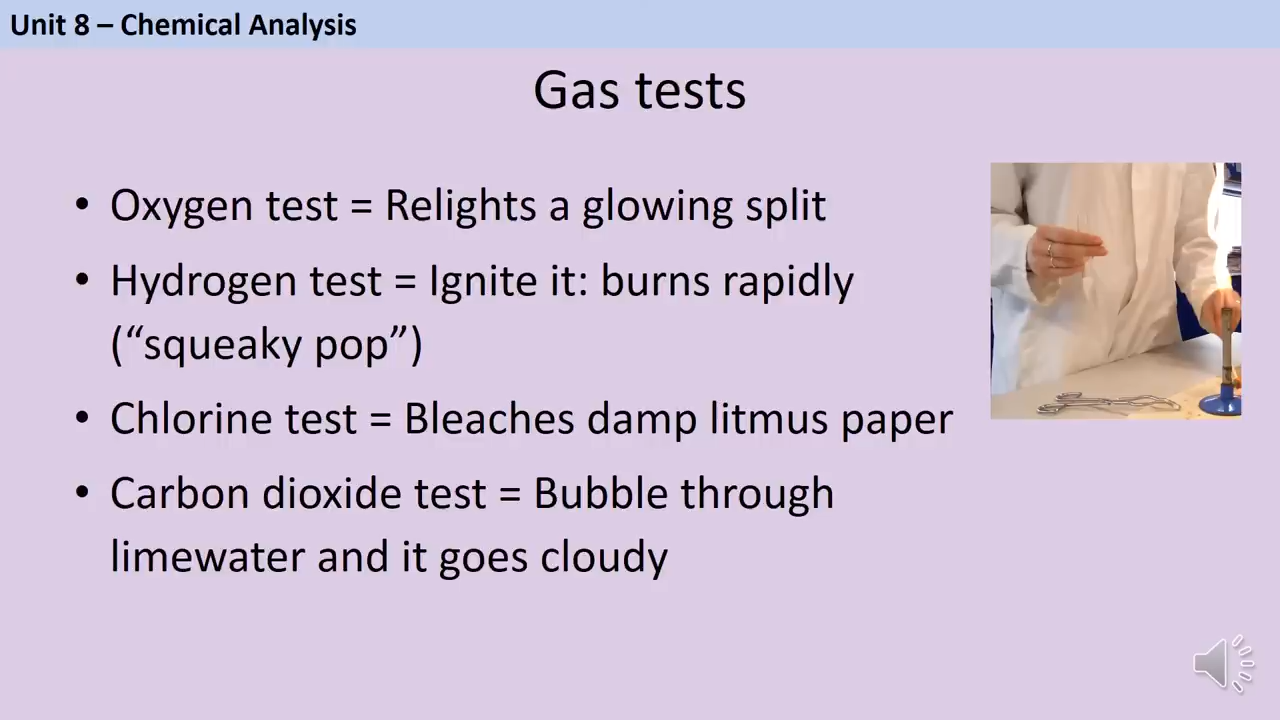 Unit 8 – Chemical Analysis
Gas tests
• Oxygen test = Relights a glowing split
• Hydrogen test = Ignite it: burns rapidly
(“squeaky pop”)
• Chlorine test = Bleaches damp litmus paper
• Carbon dioxide test = Bubble through
limewater and it goes cloudy